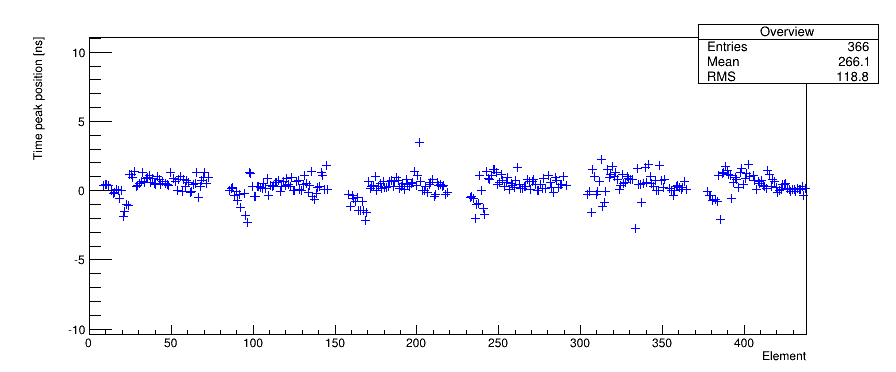 Overview
Entries 366
Mean 266.1
RMS 118.8
Time peak position [ns]
10
5
0
-5
-10
0 50 100 150 200 250 300 350 400
Element